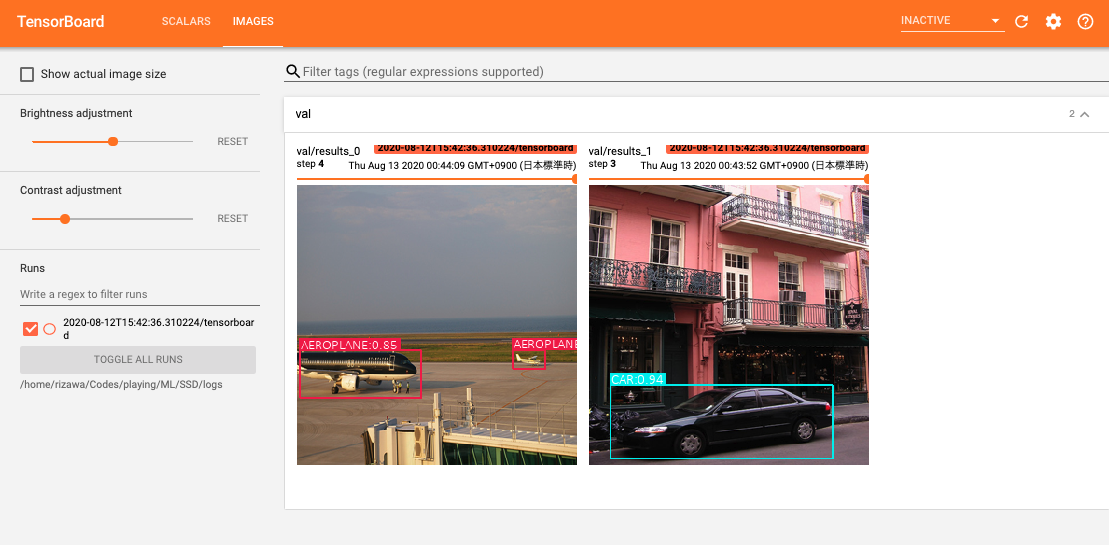 TensorBoard
SCALARS
IMAGES
INACTIVE
Show actual image size
Filter tags (regular expressions supported)
Brightness adjustment
RESET
Contrast adjustment
RESET
Runs
Write a regex to filter runs
2020-08-12T15:42:36.310224/tensorboar
d
TOGGLE ALL RUNS
/home/rizawa/Codes/playing/ML/SSD/logs
val
2
val/results_0
2020-08-12T15:42:36.310224/tensorboard
step 4
Thu Aug 13 2020 00:44:09 GMT+0900 (日本標準時)
AEROPLANE:0.85
AEROPLANE
val/results_1
2020-08-12T15:42:36.310224/tensorboard
step 3
Thu Aug 13 2020 00:43:52 GMT+0900 (日本標準時)
CAR:0.94